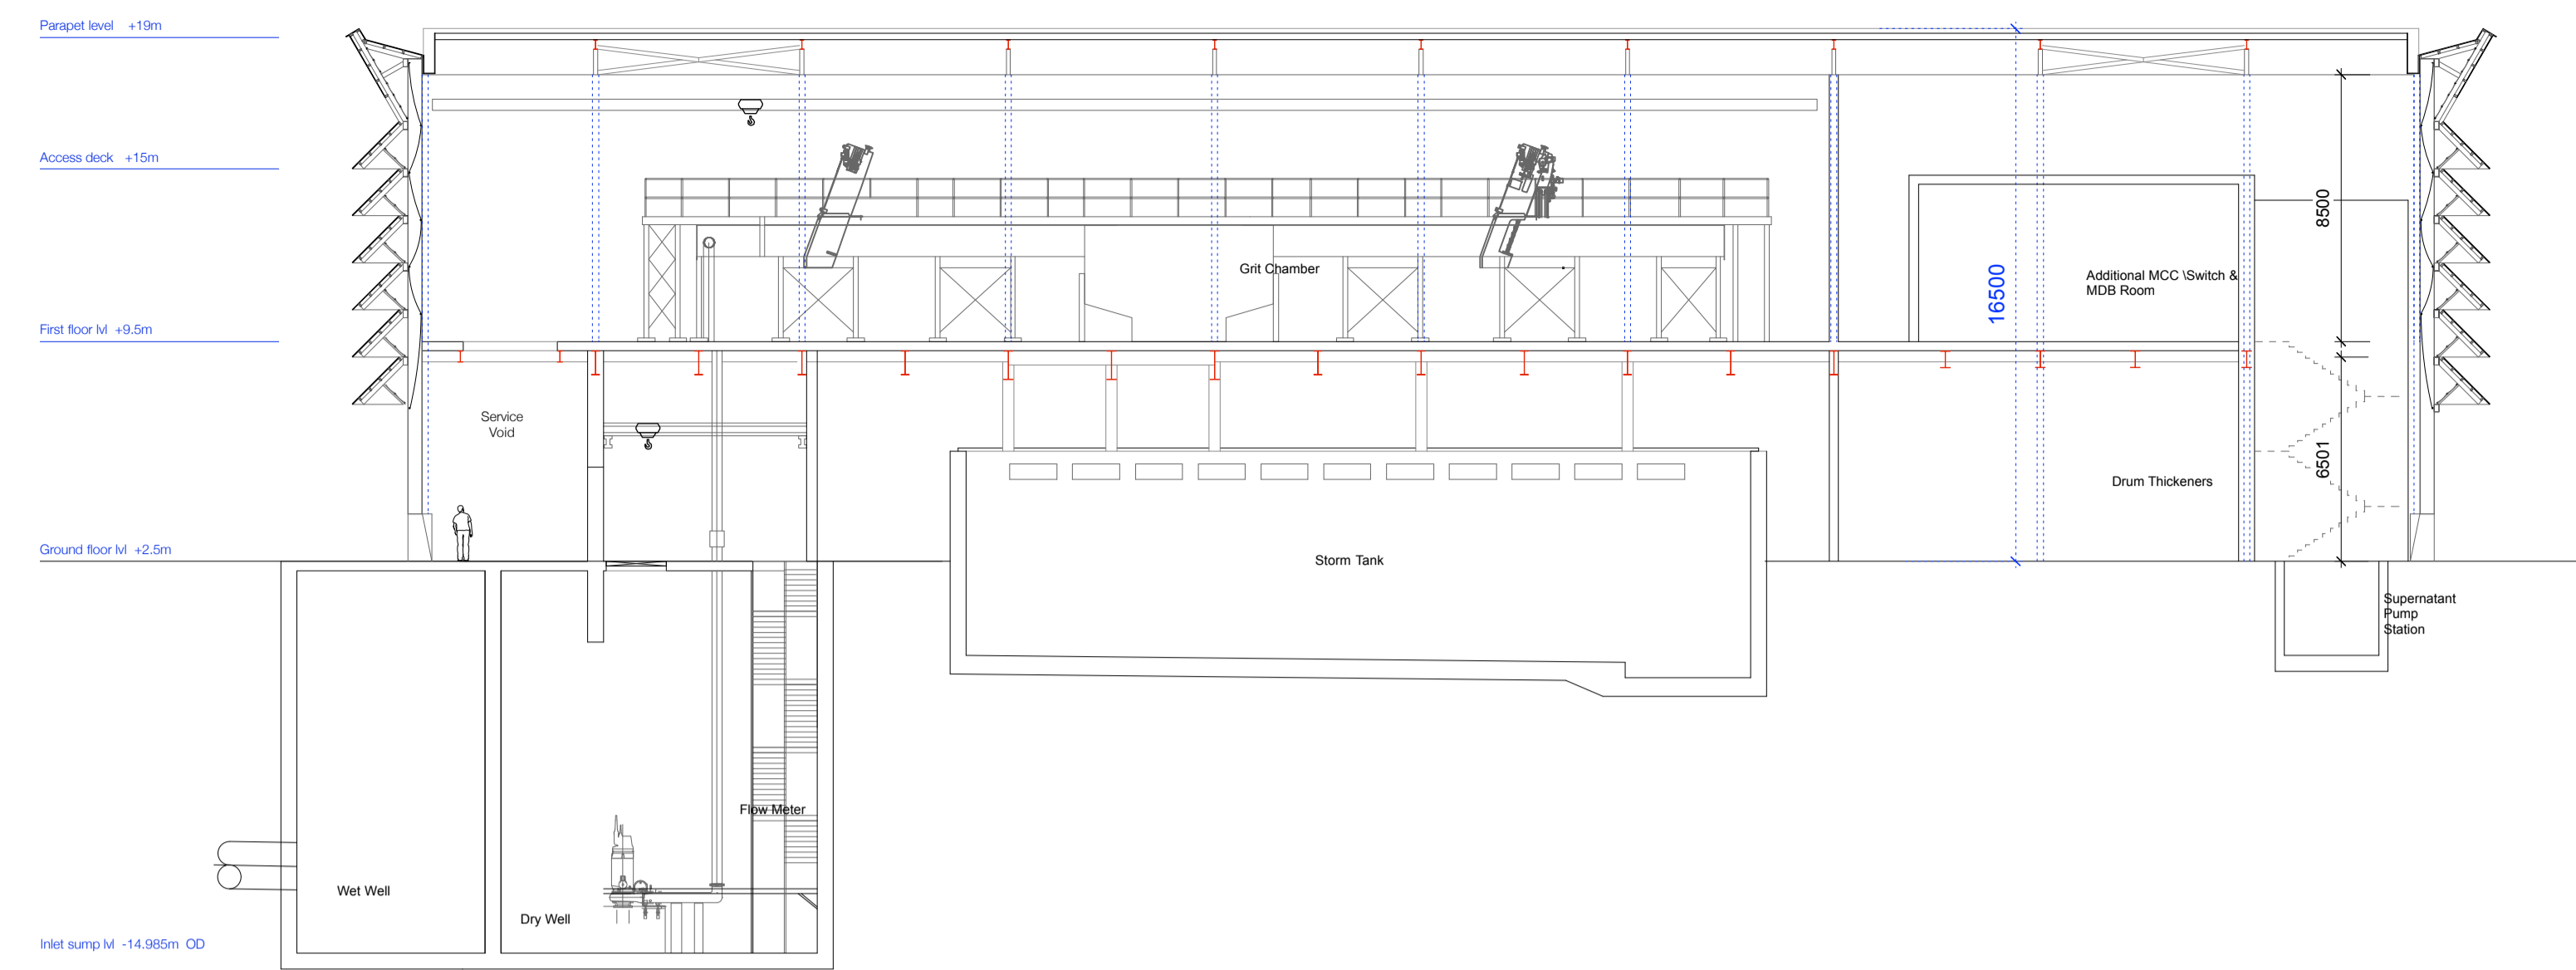 Parapet level +19m
Access deck +15m
8500
Grit Chamber
Additional MCC \Switch &
MDB Room
16500
First floor lvl +9.5m
Service
Void
6501
Drum Thickeners
Ground floor lvl +2.5m
Storm Tank
Supernatant
Pump
Station
Flow Meter
Wet Well
Dry Well
Inlet sump lvl -14.985m OD